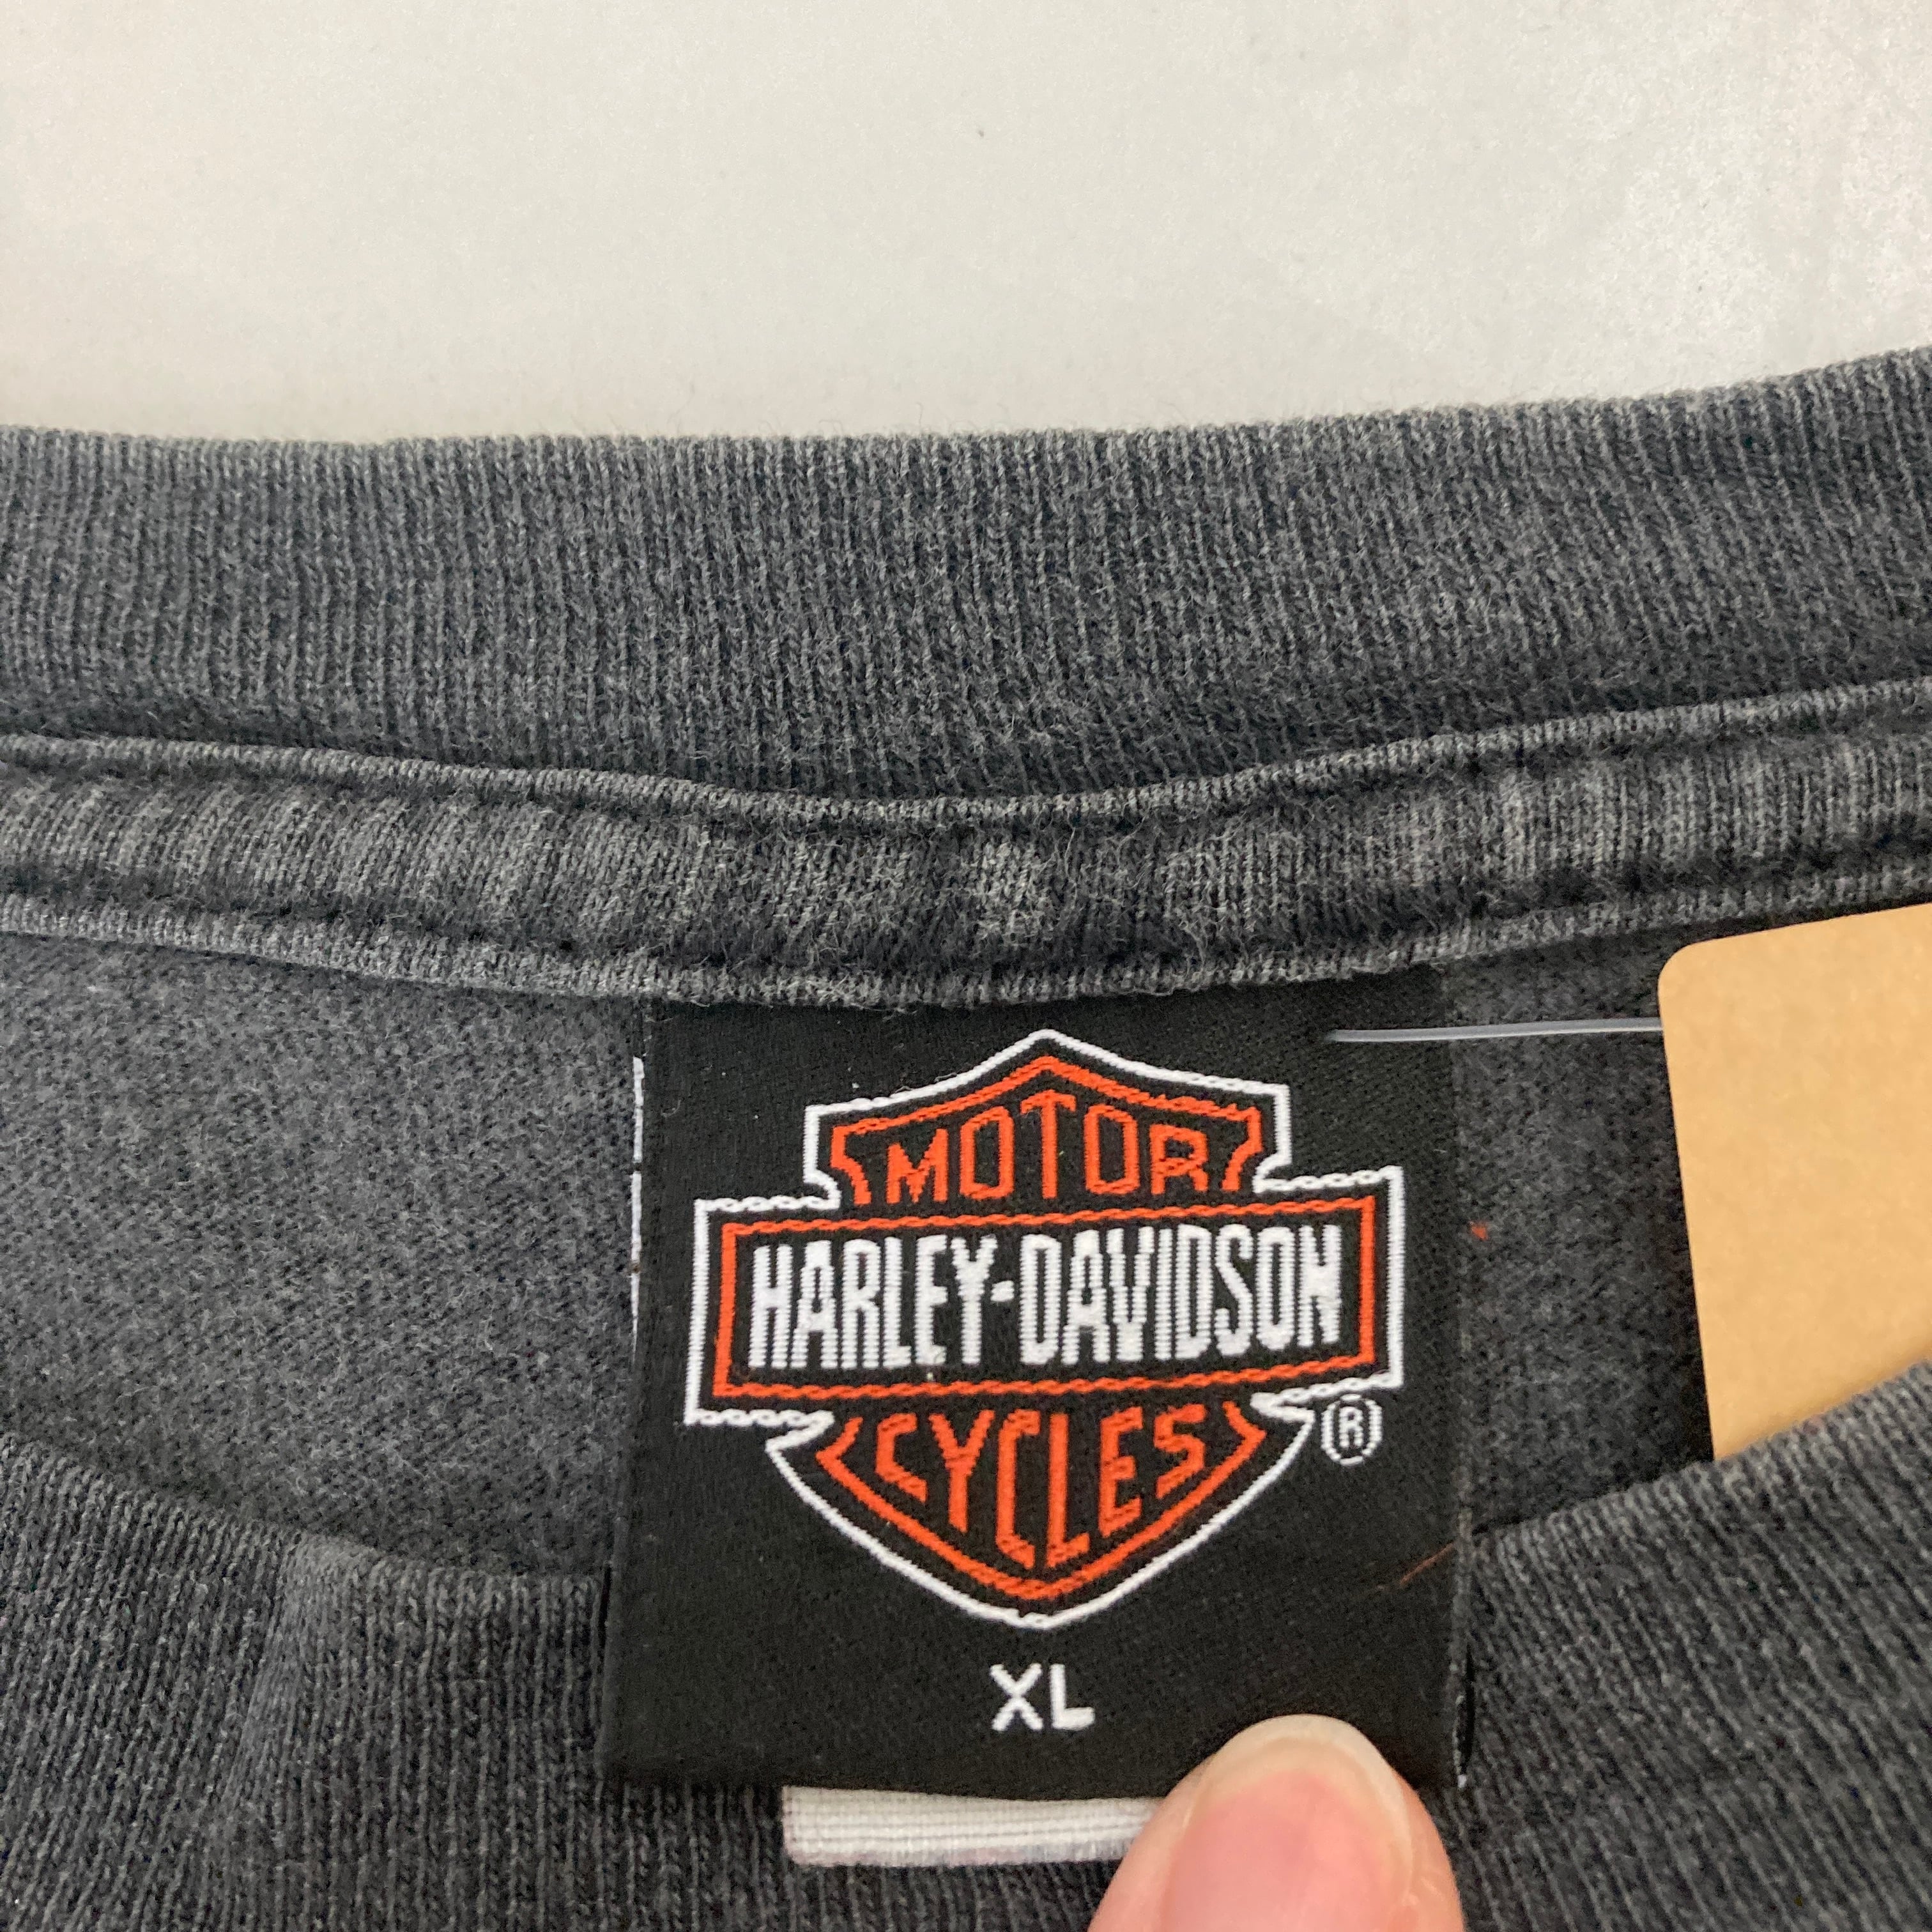 MOTOR
HARLEY-DAVIDSON
CYCLES
®
XL